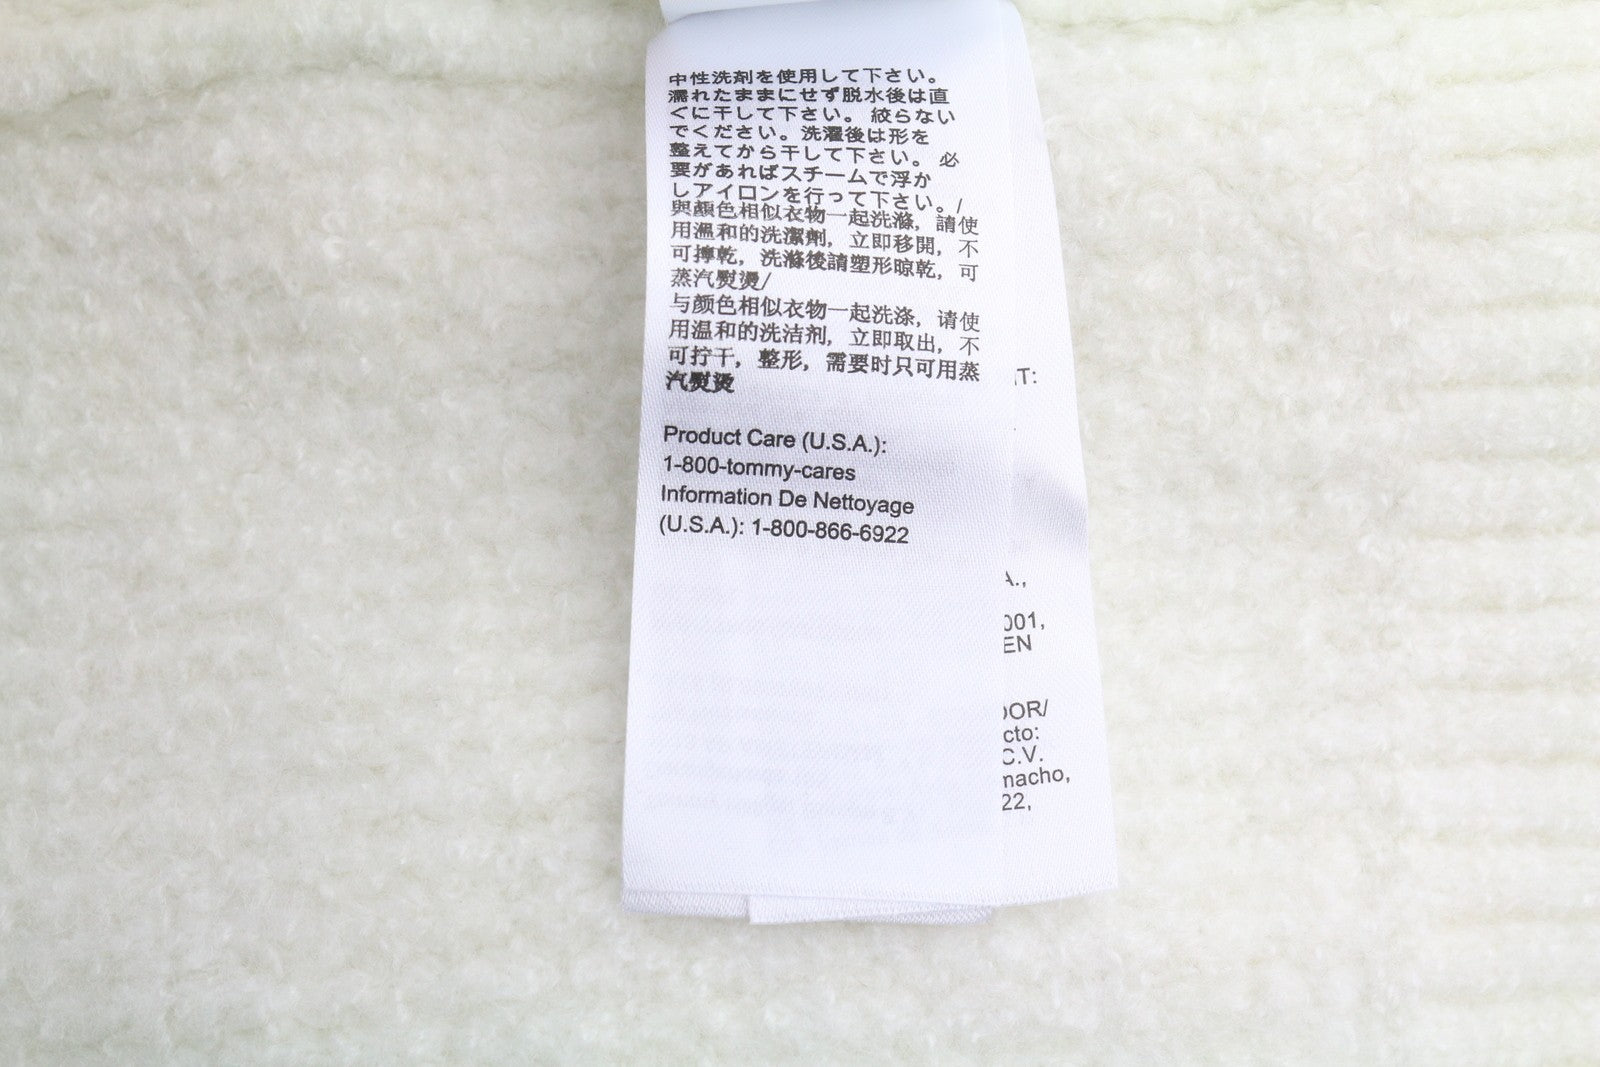 中性洗剤を使用して下さい。
濡れたままにせず脱水後は直
ぐに干して下さい。 絞らない
でください。洗濯後は形を
整えてから干して下さい。 必
要があればスチームで浮か
しアイロンを行って下さい。/
與顏色相似衣物一起洗滌, 請使
用溫和的洗潔劑, 立即移開, 不
可擰乾, 洗滌後請塑形晾乾, 可
蒸汽熨燙/
与颜色相似衣物一起洗涤, 请使
用温和的洗洁剂, 立即取出, 不
可拧干, 整形, 需要时只可用蒸
汽熨烫
Product Care (U.S.A.):
1-800-tommy-cares
Information De Nettoyage
(U.S.A.): 1-800-866-6922
T:
A.,
001,
EN
OR/
cto:
C.V.
macho,
22,